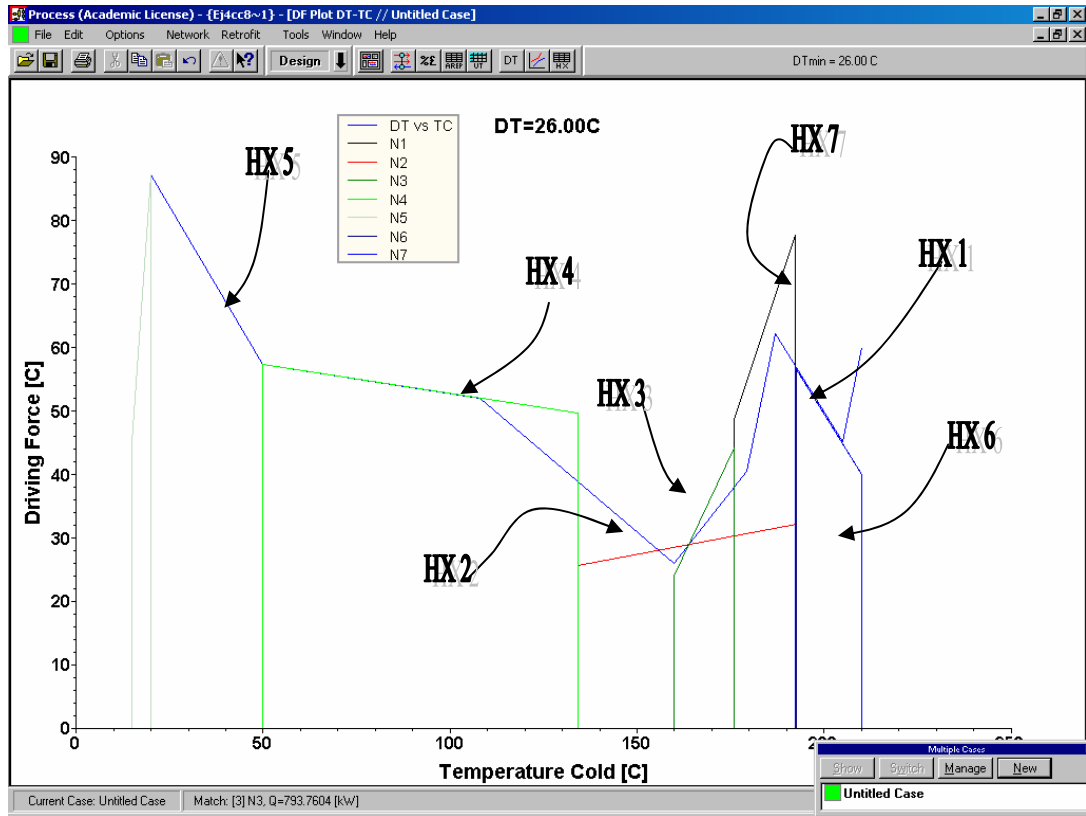 Process (Academic License) - {Ej4cc8~1} - [DF Plot DT-TC // Untitled Case]
File Edit Options Network Retrofit Tools Window Help
Design %£ AREP UT DT HX DTmin = 26.00 C
DT vs TC
N1
N2
N3
N4
N5
N6
N7
DT=26.00C
HX 5
HX 4
HX 7
HX 1
HX 3
HX 6
HX 2
Driving Force [C]
90
80
70
60
50
40
30
20
10
0
0 50 100 150
Temperature Cold [C]
Multiple Cases
Show Switch Manage New
Untitled Case
Current Case: Untitled Case Match: [3] N3, Q=793.7604 [kW]